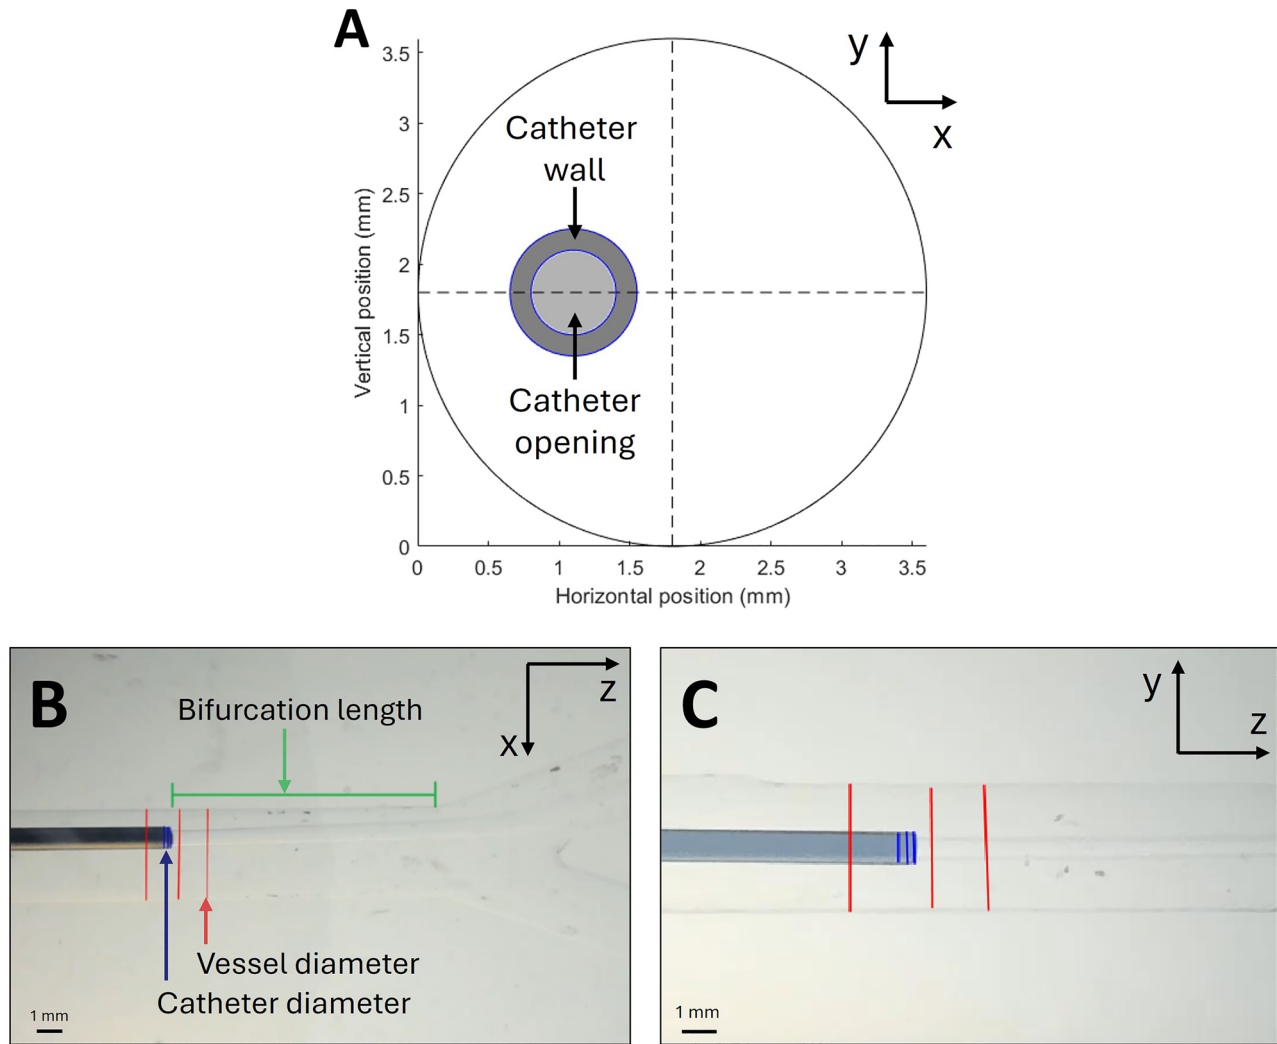 A
y
x
Catheter
wall
Catheter
opening
Vertical position (mm)
3.5
3
2.5
2
1.5
1
0.5
0
0
0.5
1
1.5
2
2.5
3
3.5
Horizontal position (mm)
B
Bifurcation length
z
x
Vessel diameter
Catheter diameter
1 mm
C
y
z
1 mm